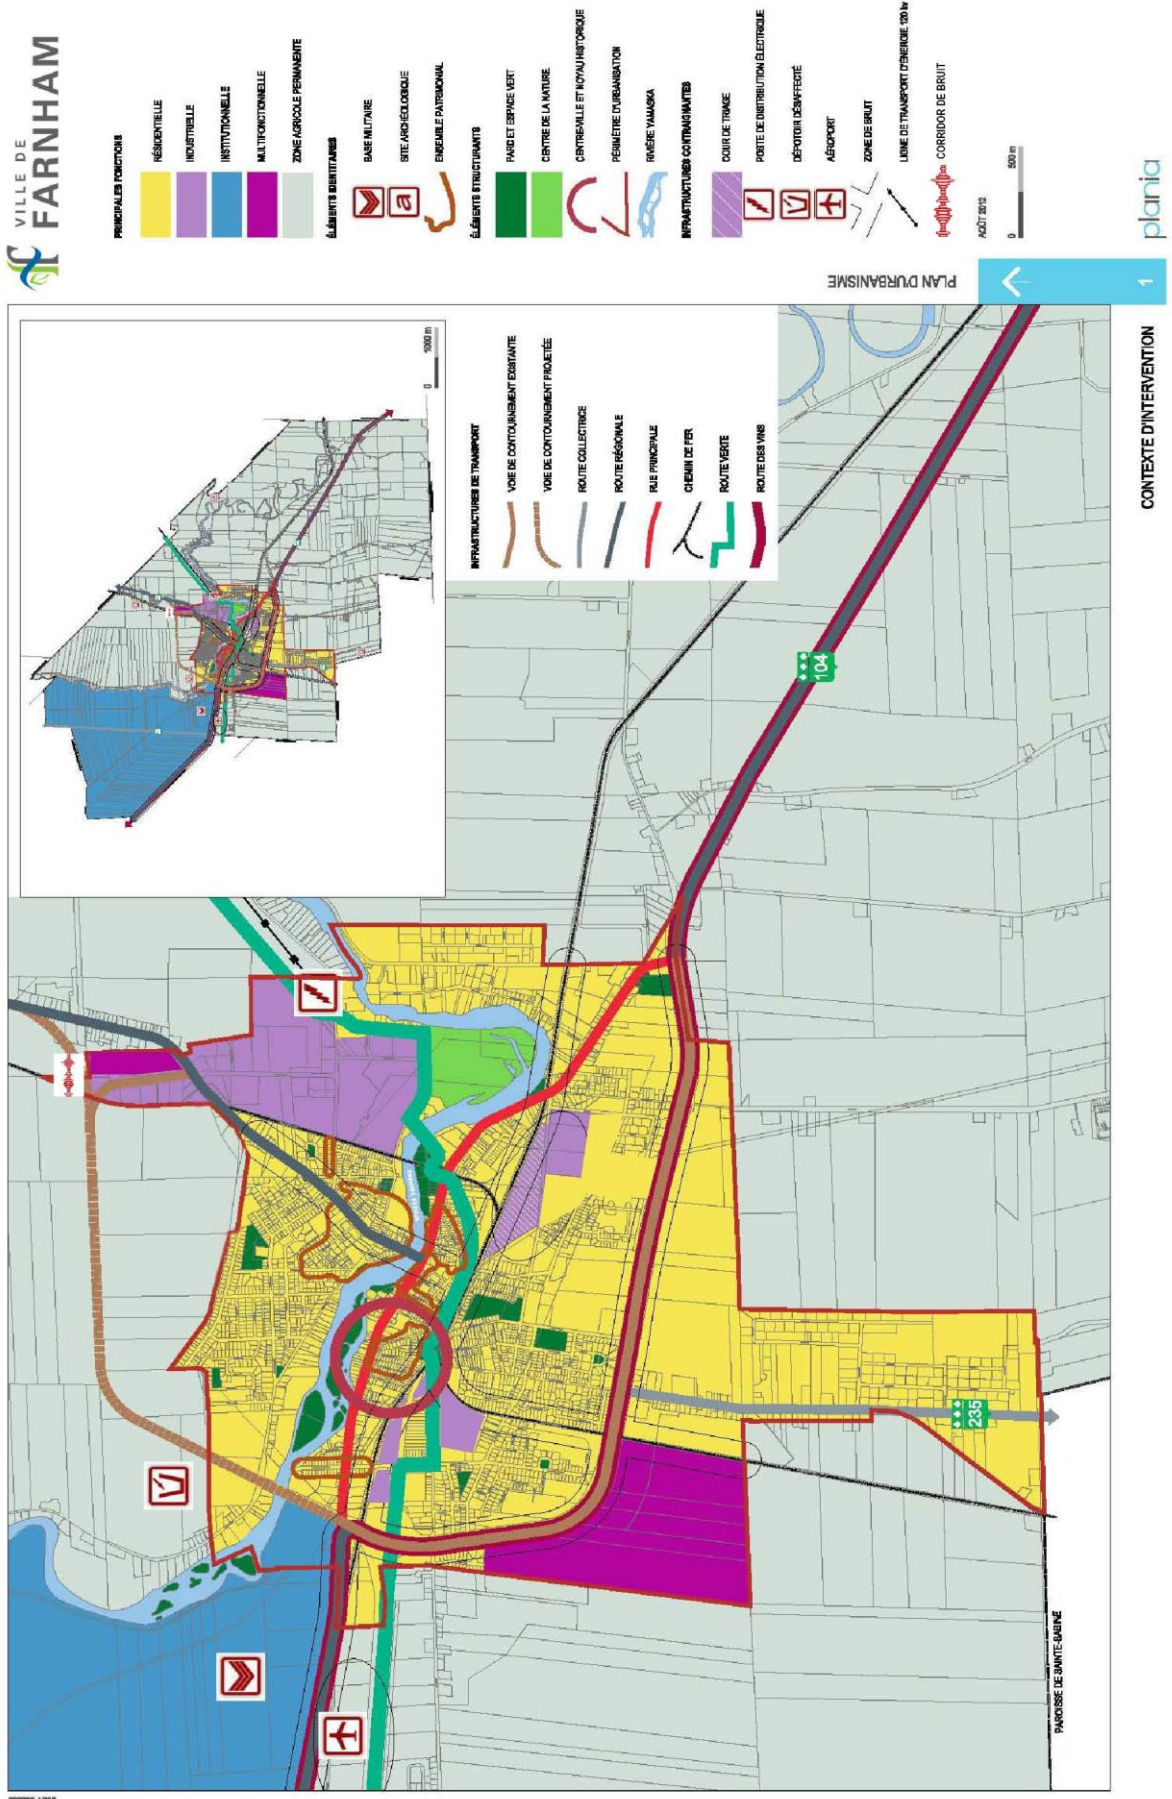 VILLE DE
FARNHAM
PRINCIPALES FONCTIONS
RÉSIDENTIELLE
INDUSTRIELLE
INSTITUTIONNELLE
MULTIFONCTIONNELLE
ZONE AGRICOLE PERMANENTE
ÉLÉMENTS IDENTITAIRES
BASE MILITAIRE
a
SITE ARCHÉOLOGIQUE
ENSEMBLE PATRIMONIAL
ÉLÉMENTS STRUCTURANTS
PARC ET ESPACE VERT
CENTRE DE LA NATURE
CENTRE-VILLE ET NOYAU HISTORIQUE
PÉRIMÈTRE D'URBANISATION
RIVIÈRE YAMASKA
INFRASTRUCTURES CONTRAIGNANTES
COUR DE TRIAGE
POSTE DE DISTRIBUTION ÉLECTRIQUE
DÉPOTOIR DÉSAFFECTÉ
AÉROPORT
ZONE DE BRUIT
LIGNE DE TRANSPORT D'ÉNERGIE, 120 kv
CORRIDOR DE BRUIT
AOÛT 2012
0 500 m
plania
PLAN D'URBANISME
1
CONTEXTE D'INTERVENTION
0 1000 m
INFRASTRUCTURES DE TRANSPORT
VOIE DE CONTOURNEMENT EXISTANTE
VOIE DE CONTOURNEMENT PROJETÉE
ROUTE COLLECTRICE
ROUTE RÉGIONALE
RUE PRINCIPALE
CHEMIN DE FER
ROUTE VERTE
ROUTE DES VINS
104
235
PAROISSE DE SAINTE-SABINE